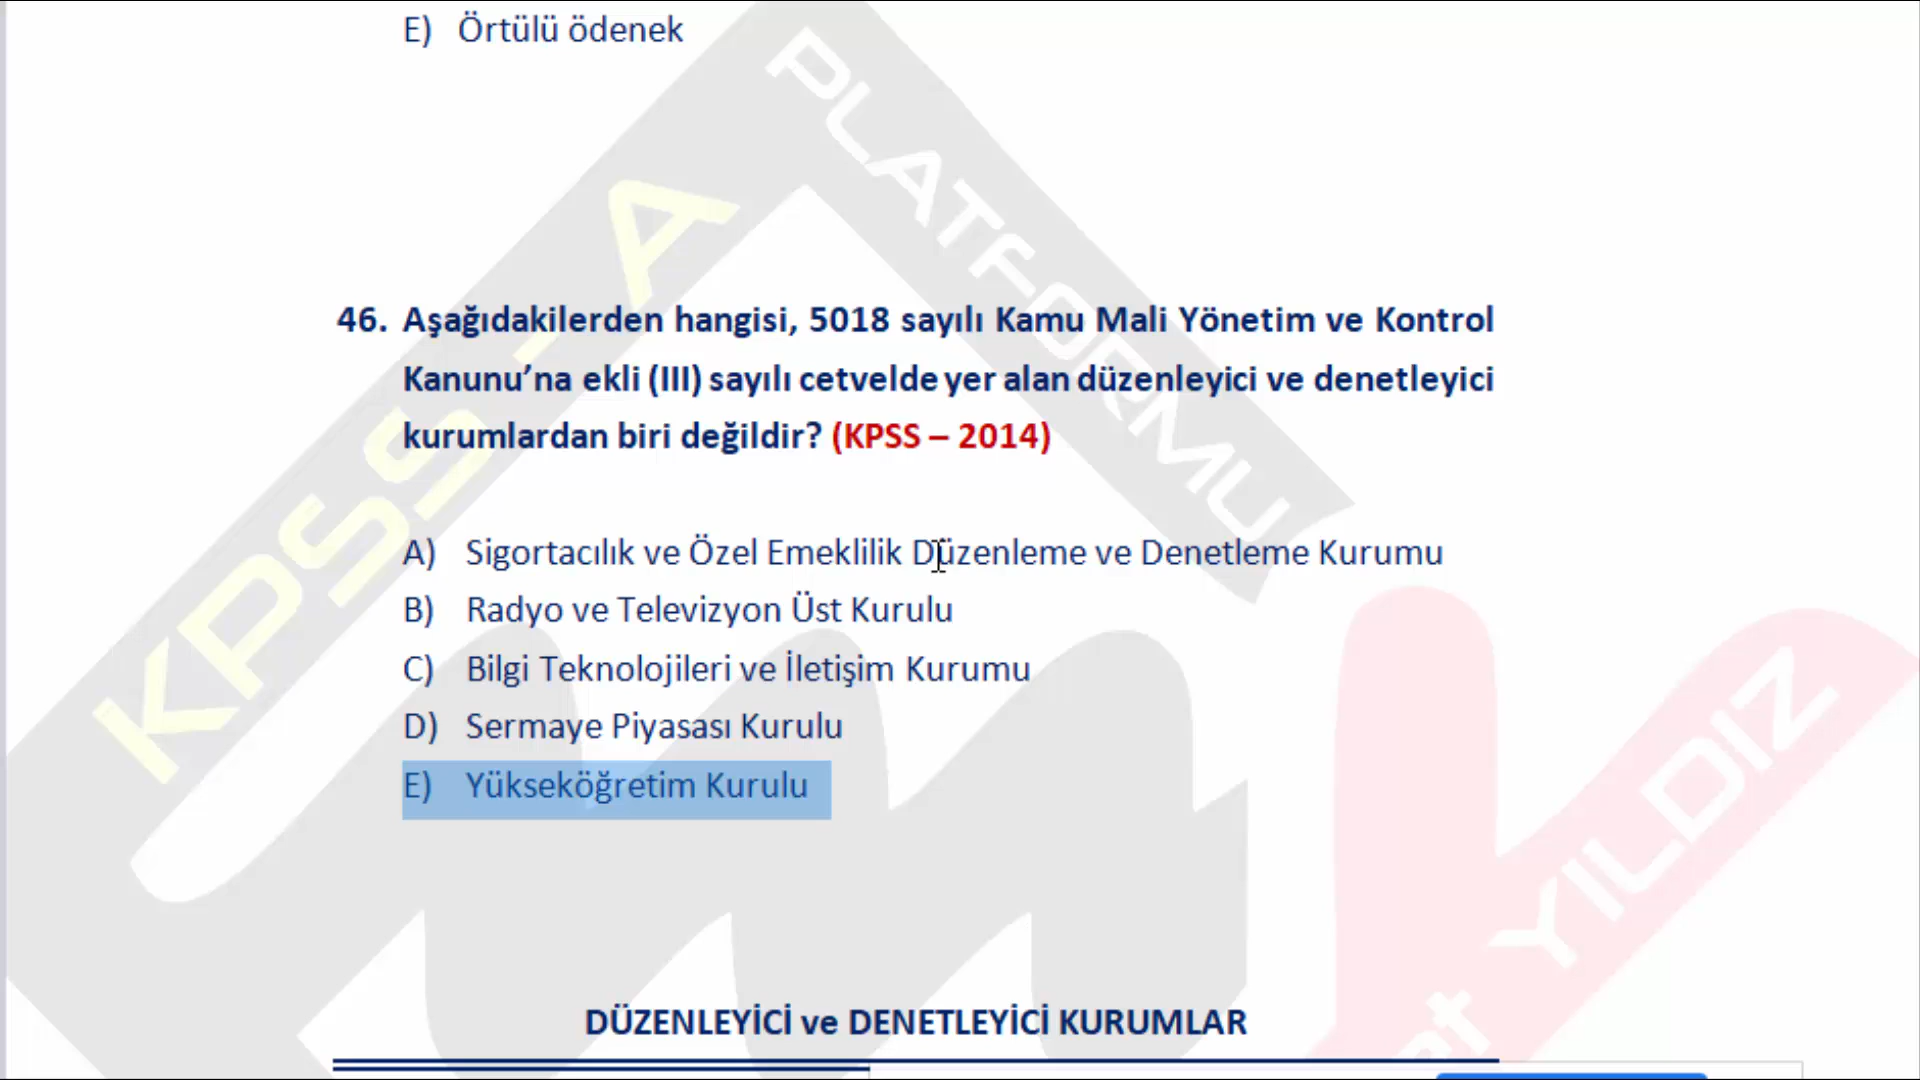 E) Örtülü ödenek
46. Aşağıdakilerden hangisi, 5018 sayılı Kamu Mali Yönetim ve Kontrol
Kanunu’na ekli (III) sayılı cetvelde yer alan düzenleyici ve denetleyici
kurumlardan biri değildir? (KPSS – 2014)
A) Sigortacılık ve Özel Emeklilik Düzenleme ve Denetleme Kurumu
B) Radyo ve Televizyon Üst Kurulu
C) Bilgi Teknolojileri ve İletişim Kurumu
D) Sermaye Piyasası Kurulu
E) Yükseköğretim Kurulu
DÜZENLEYİCİ ve DENETLEYİCİ KURUMLAR
KPSS - A
PLATFORMU
YILDIZ